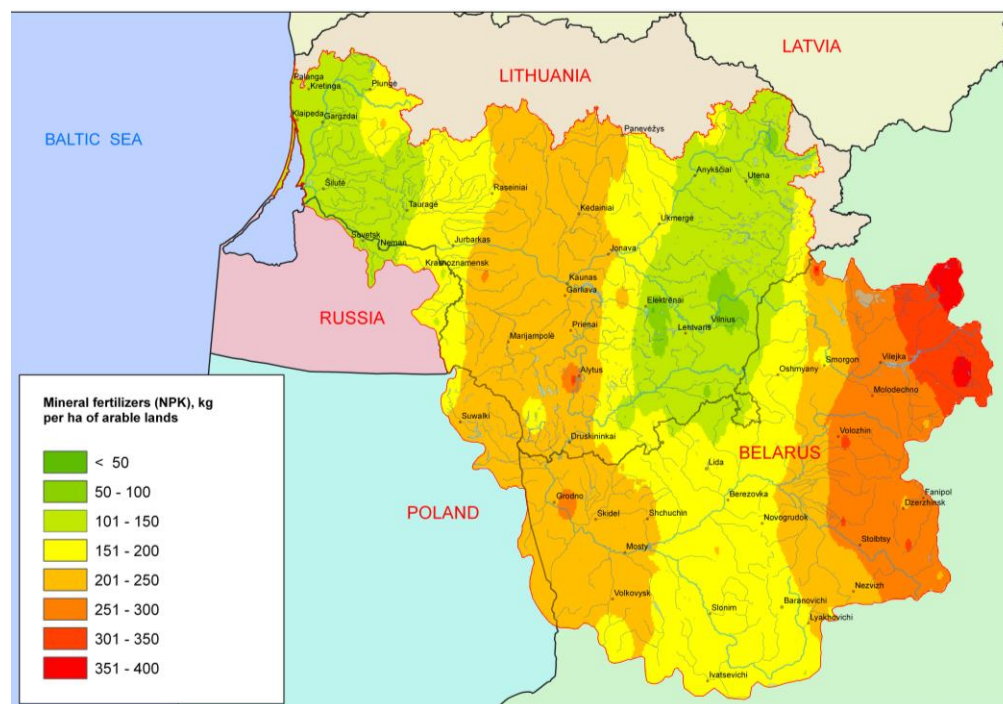 LATVIA
LITHUANIA
BALTIC SEA
Palanga
Kretinga
Plungė
Klaipeda
Gargzdai
Panevėžys
Anykščiai
Utena
Šilutė
Raseiniai
Tauragė
Kėdainiai
Ukmergė
Sovetsk
Neman
Jurbarkas
Jonava
Krasnoznamensk
Kaunas
Garliava
Elektrėnai
Vilnius
RUSSIA
Prienai
Lentvaris
Marijampolė
Alytus
Oshmyany
Smorgon
Vilejka
Molodechno
Mineral fertilizers (NPK), kg
per ha of arable lands
< 50
50 - 100
101 - 150
151 - 200
201 - 250
251 - 300
301 - 350
351 - 400
Suwalki
Druskininkai
Volozhin
BELARUS
Lida
POLAND
Grodno
Skidel
Shchuchin
Berezovka
Novogrudok
Fanipol
Dzerzhinsk
Mosty
Stolbtsy
Volkovysk
Slonim
Baranovichi
Nezvizh
Lyakhovichi
Ivatsevichi